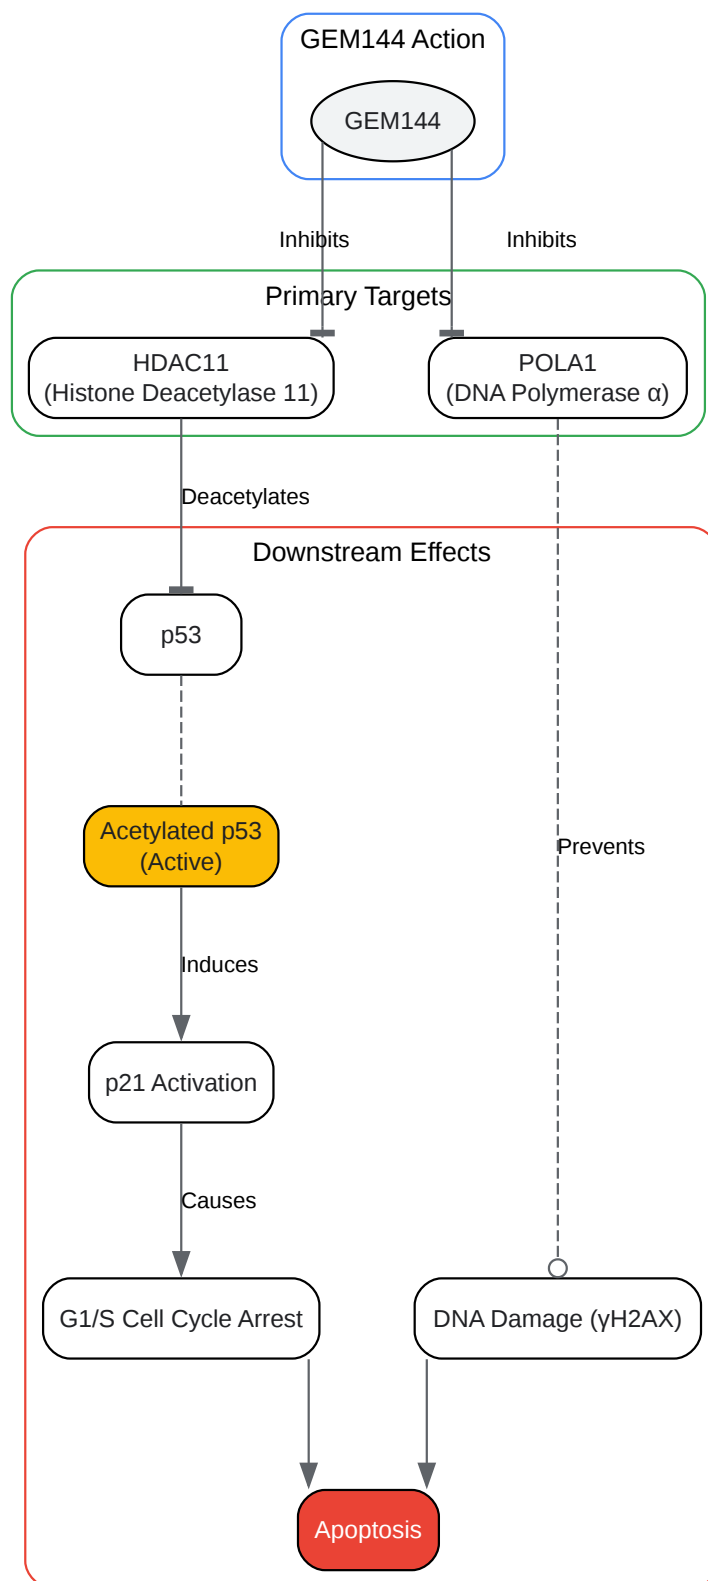 GEM144 Action
GEM144
Inhibits
Inhibits
Primary Targets
HDAC11
(Histone Deacetylase 11)
POLA1
(DNA Polymerase α)
Deacetylates
Downstream Effects
p53
Acetylated p53
(Active)
Prevents
Induces
p21 Activation
Causes
G1/S Cell Cycle Arrest
DNA Damage (γH2AX)
Apoptosis